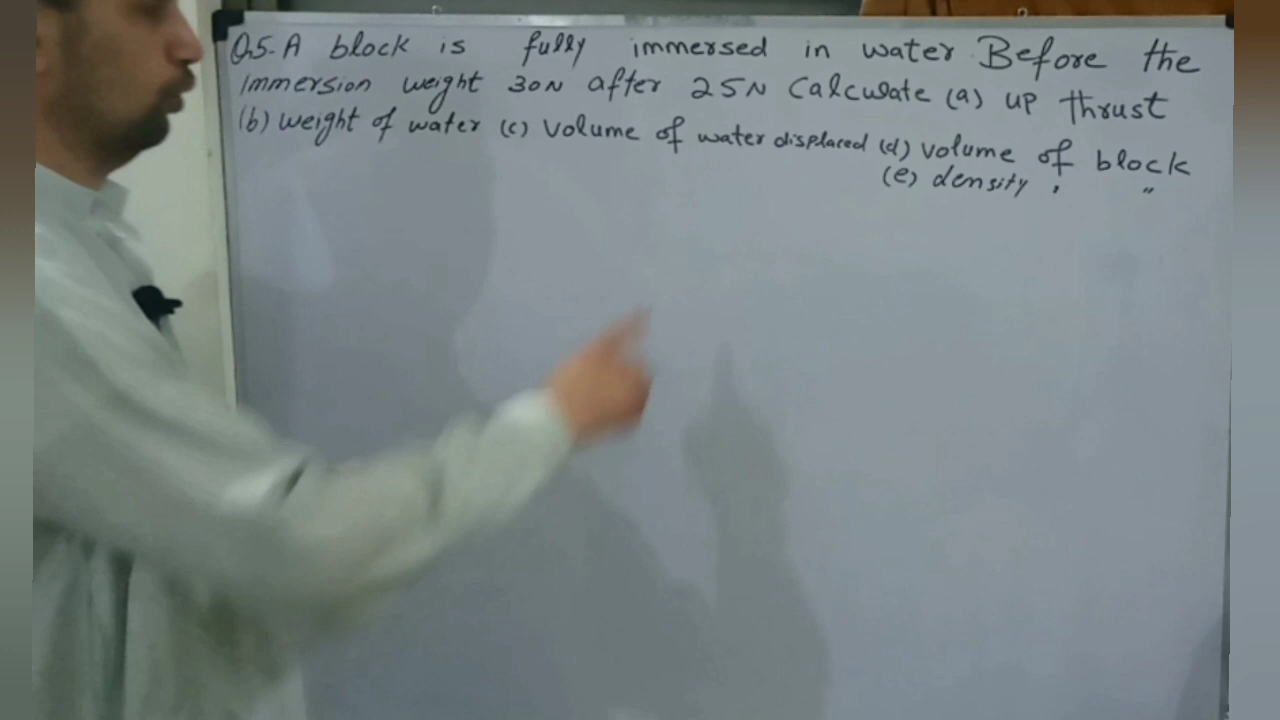 Q.5. A block is fully immersed in water Before the
immersion weight 30N after 25N Calculate (a) up thrust
(b) weight of water (c) volume of water displaced (d) volume of block
(e) density " "